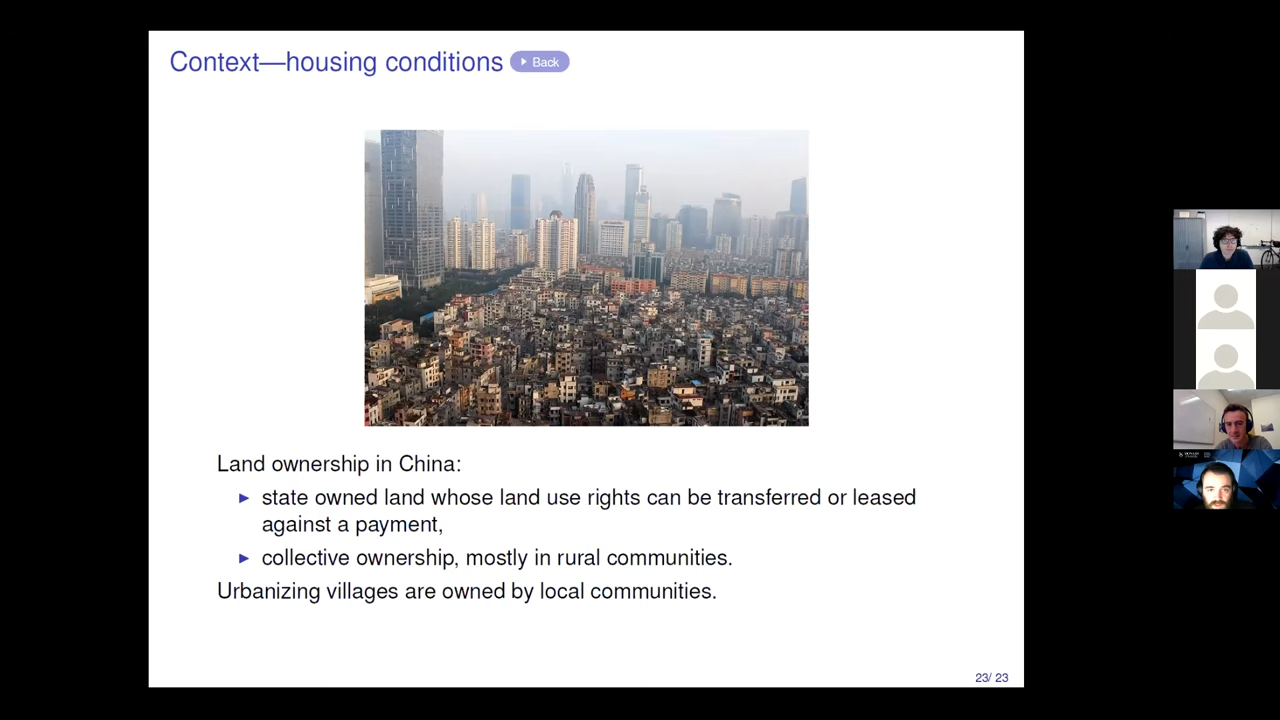 Context—housing conditions
Back
Land ownership in China:
state owned land whose land use rights can be transferred or leased
against a payment,
collective ownership, mostly in rural communities.
Urbanizing villages are owned by local communities.
23/ 23